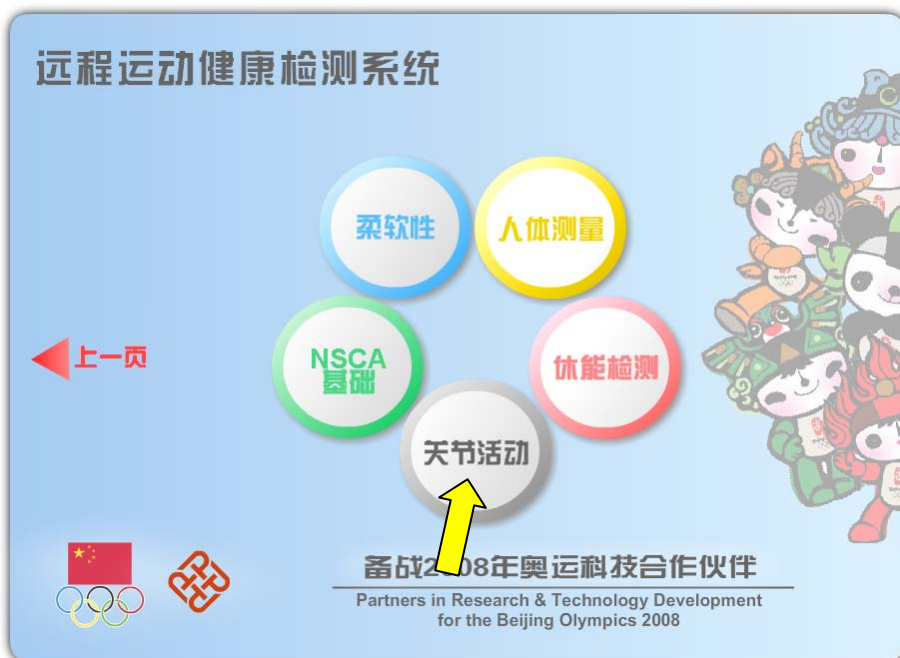 远程运动健康检测系统
柔软性
人体测量
上一页
NSCA
基础
体能检测
关节活动
备战2008年奥运科技合作伙伴
Partners in Research & Technology Development
for the Beijing Olympics 2008